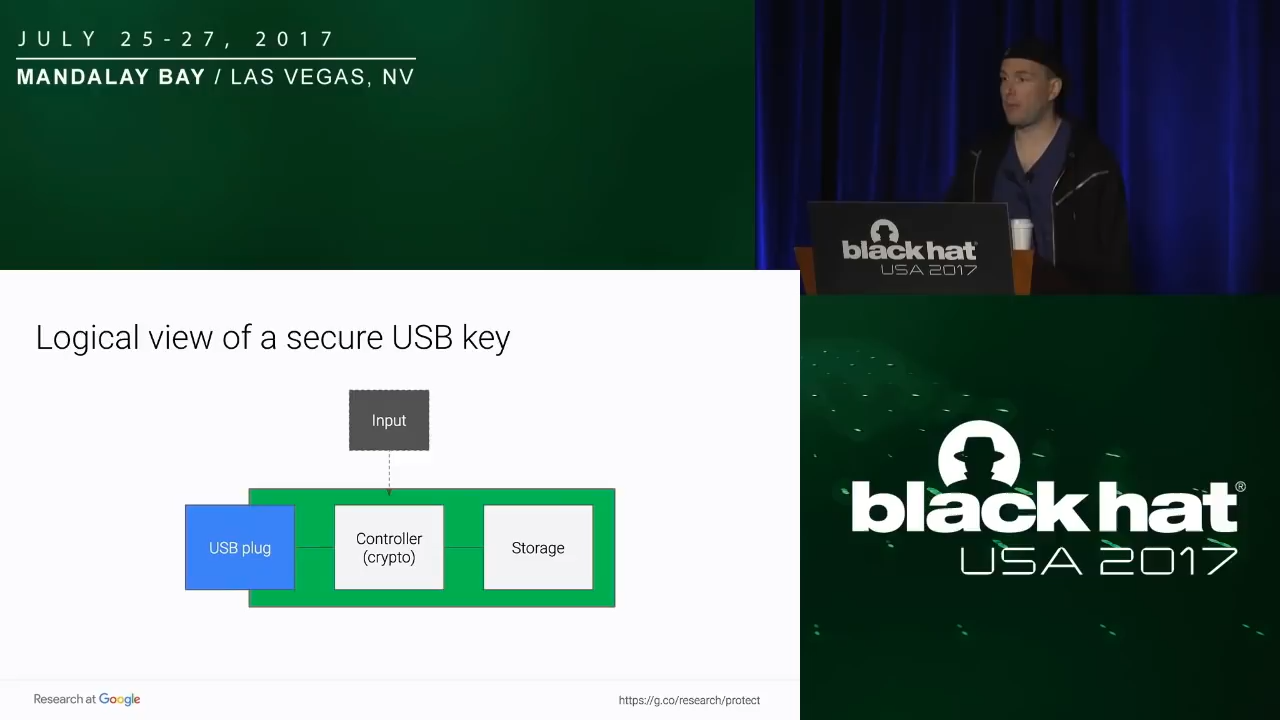 JULY 25-27, 2017
MANDALAY BAY / LAS VEGAS, NV
black hat
USA 2017
Logical view of a secure USB key
Input
USB plug
Controller
(crypto)
Storage
black hat®
USA 2017
Research at Google
https://g.co/research/protect